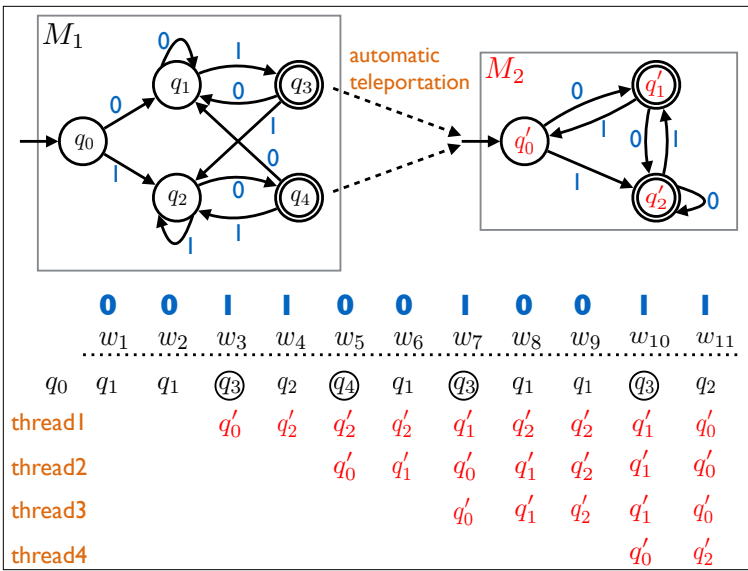 M₁
automatic
teleportation
M₂
0
1
q₁
q₃
0
0
1
q₀
0
1
1
0
q₂
q₄
0
1
1
q′₀
q′₁
q′₂
0
1
0
1
1
0
0 0 1 1 0 0 1 0 0 1 1
w₁ w₂ w₃ w₄ w₅ w₆ w₇ w₈ w₉ w₁₀ w₁₁
q₀ q₁ q₁ q₃ q₂ q₄ q₁ q₃ q₁ q₁ q₃ q₂
thread1 q′₀ q′₂ q′₂ q′₂ q′₁ q′₂ q′₂ q′₁ q′₀
thread2 q′₀ q′₁ q′₀ q′₁ q′₂ q′₁ q′₀
thread3 q′₀ q′₁ q′₂ q′₁ q′₀
thread4 q′₀ q′₂